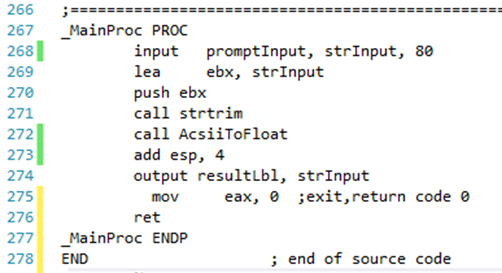 266 ;==================================================
267 _MainProc PROC
268 input promptInput, strInput, 80
269 lea ebx, strInput
270 push ebx
271 call strtrim
272 call AcsiiToFloat
273 add esp, 4
274 output resultLbl, strInput
275 mov eax, 0 ;exit,return code 0
276 ret
277 _MainProc ENDP
278 END ; end of source code